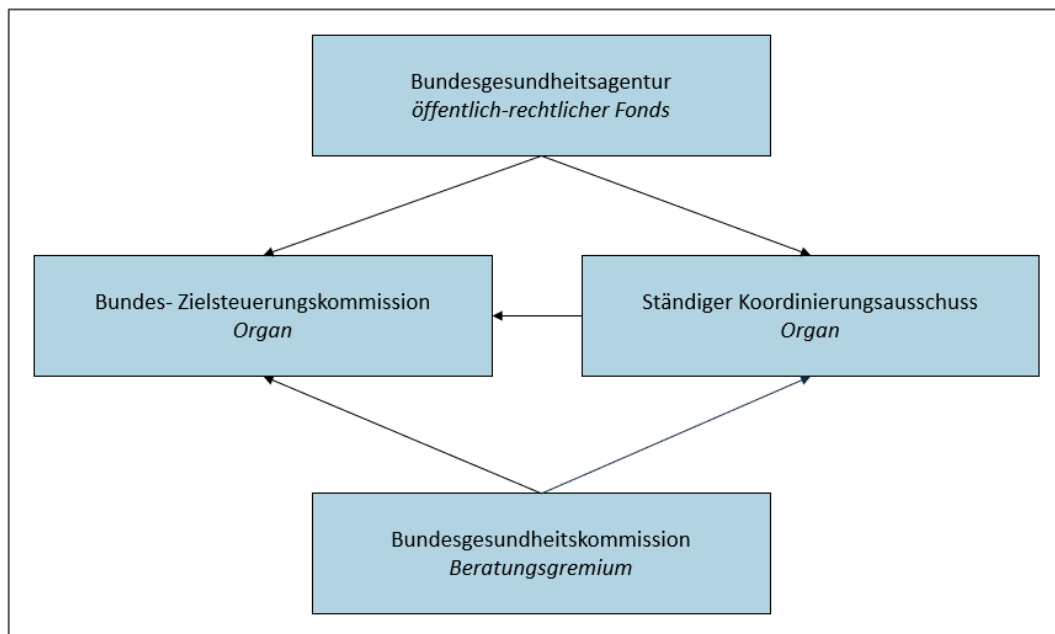 Bundesgesundheitsagentur
öffentlich-rechtlicher Fonds
Bundes- Zielsteuerungskommission
Organ
Ständiger Koordinierungsausschuss
Organ
Bundesgesundheitskommission
Beratungsgremium